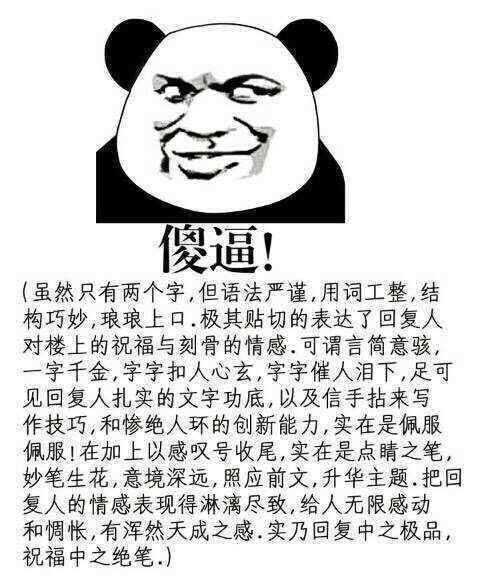 傻逼!
(虽然只有两个字,但语法严谨,用词工整,结
构巧妙,琅琅上口.极其贴切的表达了回复人
对楼上的祝福与刻骨的情感.可谓言简意骇,
一字千金,字字扣人心玄,字字催人泪下,足可
见回复人扎实的文字功底,以及信手拈来写
作技巧,和惨绝人环的创新能力,实在是佩服
佩服!在加上以感叹号收尾,实在是点睛之笔,
妙笔生花,意境深远,照应前文,升华主题.把回
复人的情感表现得淋漓尽致,给人无限感动
和惆怅,有浑然天成之感.实乃回复中之极品,
祝福中之绝笔.)